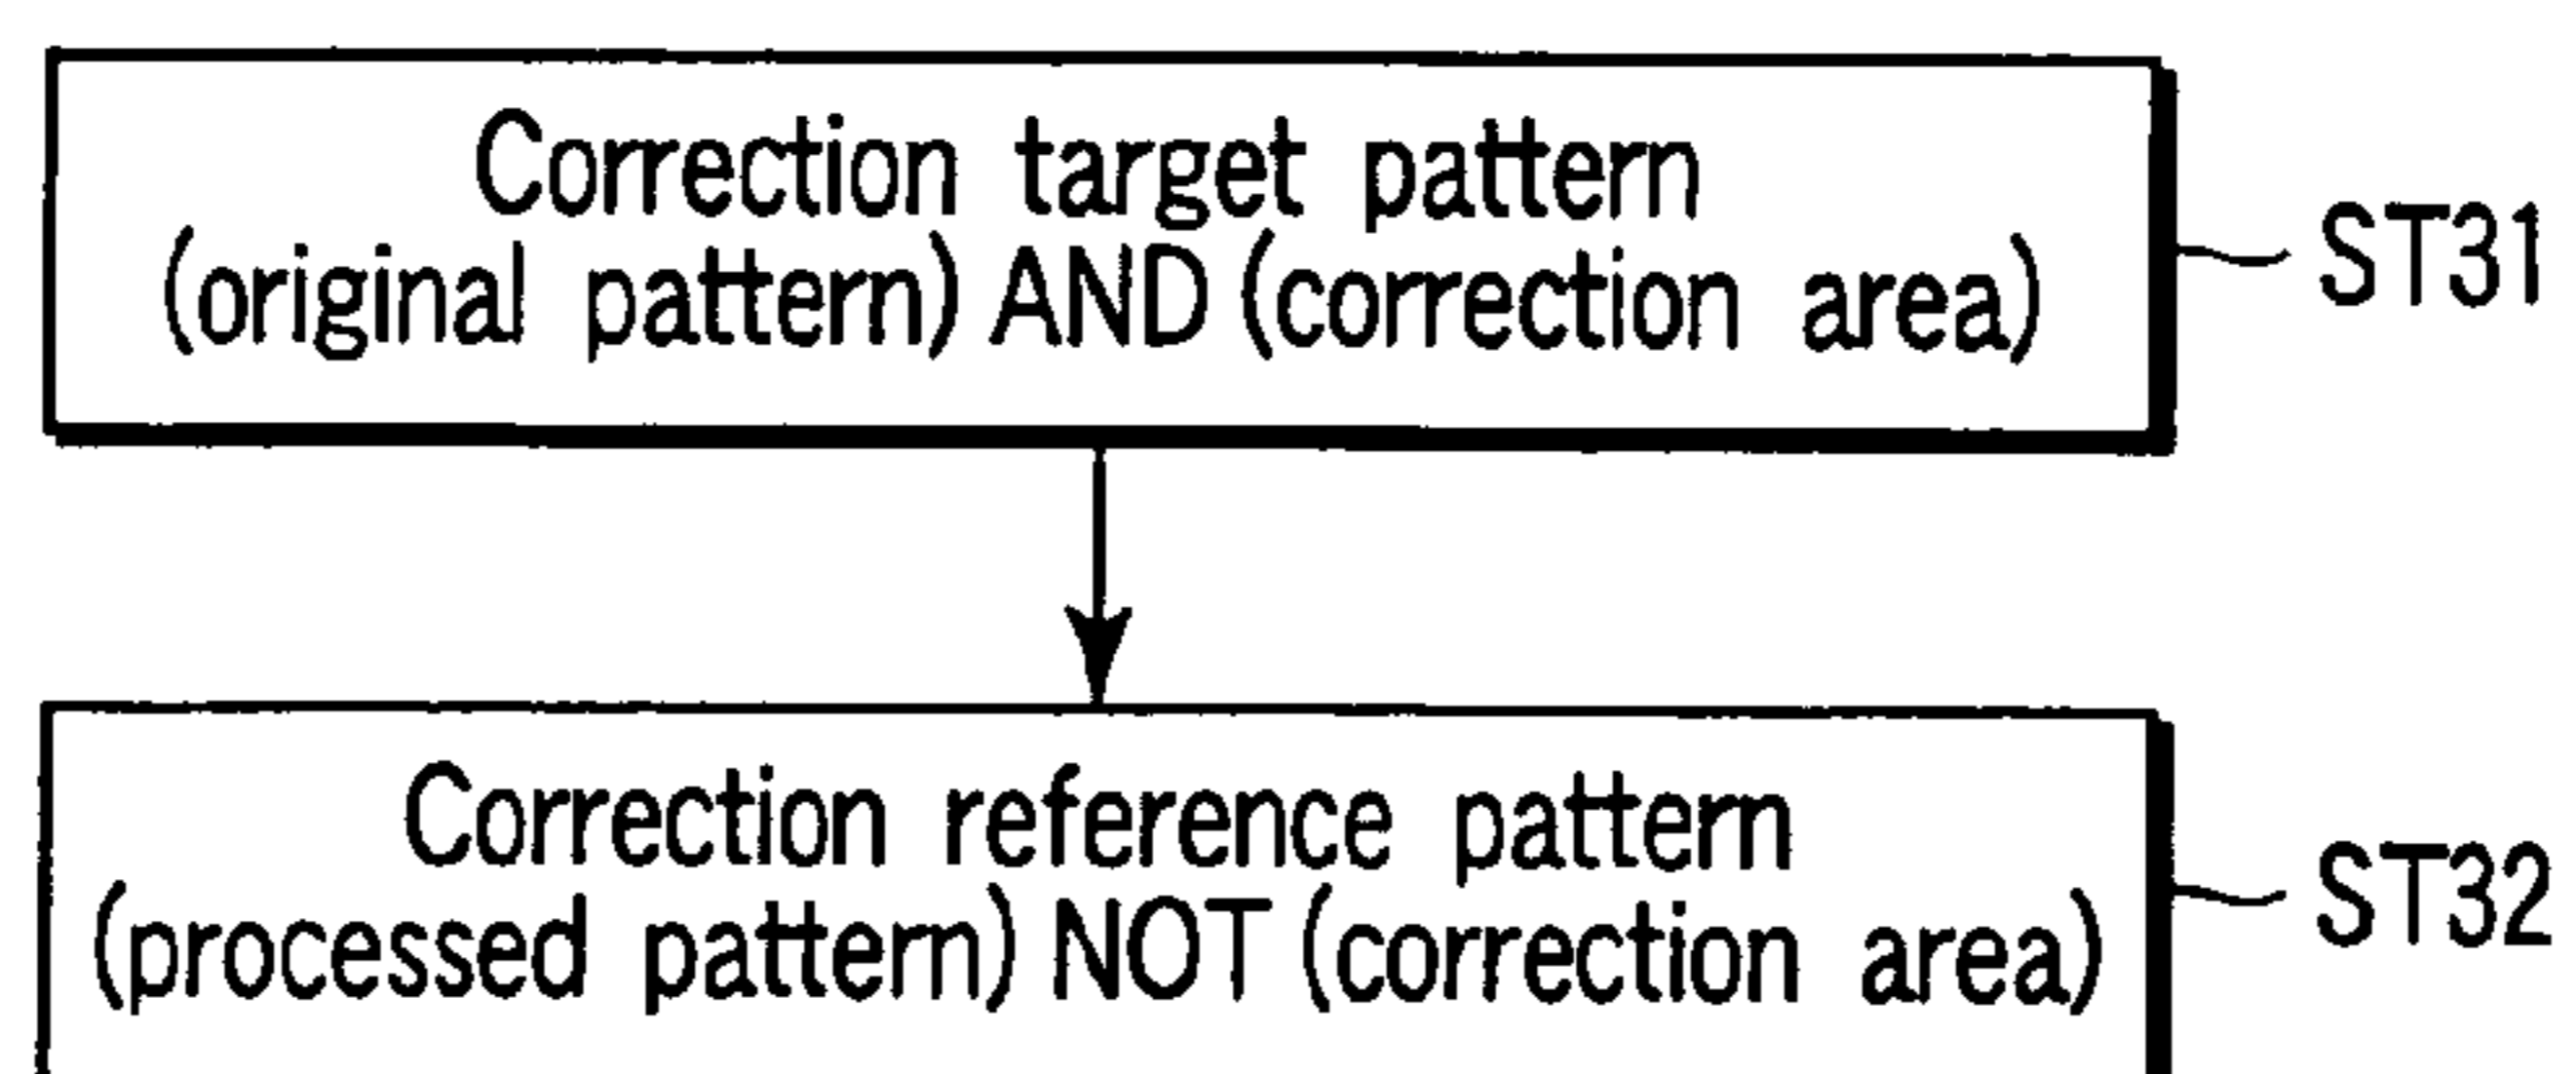 Correction target pattern
(original pattern) AND (correction area)
ST31
Correction reference pattern
(processed pattern) NOT (correction area)
ST32